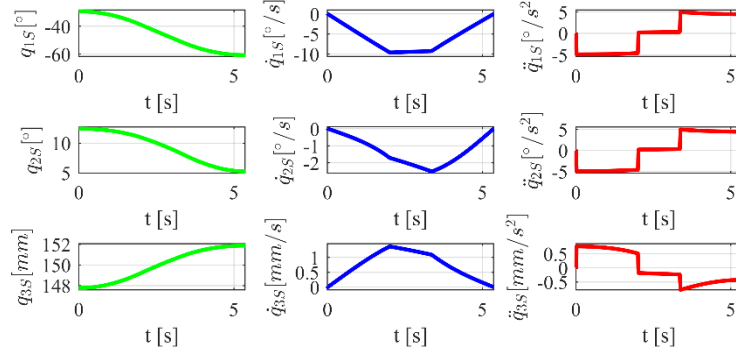 q1S[°]
-40
-60
0
5
t [s]
q̇1S[°/s]
0
-5
-10
0
5
t [s]
q̈1S[°/s²
5
0
-5
0
5
t [s]
q2S[°]
10
5
0
5
t [s]
q̇2S[°/s]
0
-1
-2
0
5
t [s]
q̈2S[°/s²]
5
0
-5
0
5
t [s]
q3S[mm]
152
150
148
0
5
t [s]
q̇3S[mm/s]
1
0.5
0
0
5
t [s]
q̈3S[mm/s²]
0.5
0
-0.5
0
5
t [s]